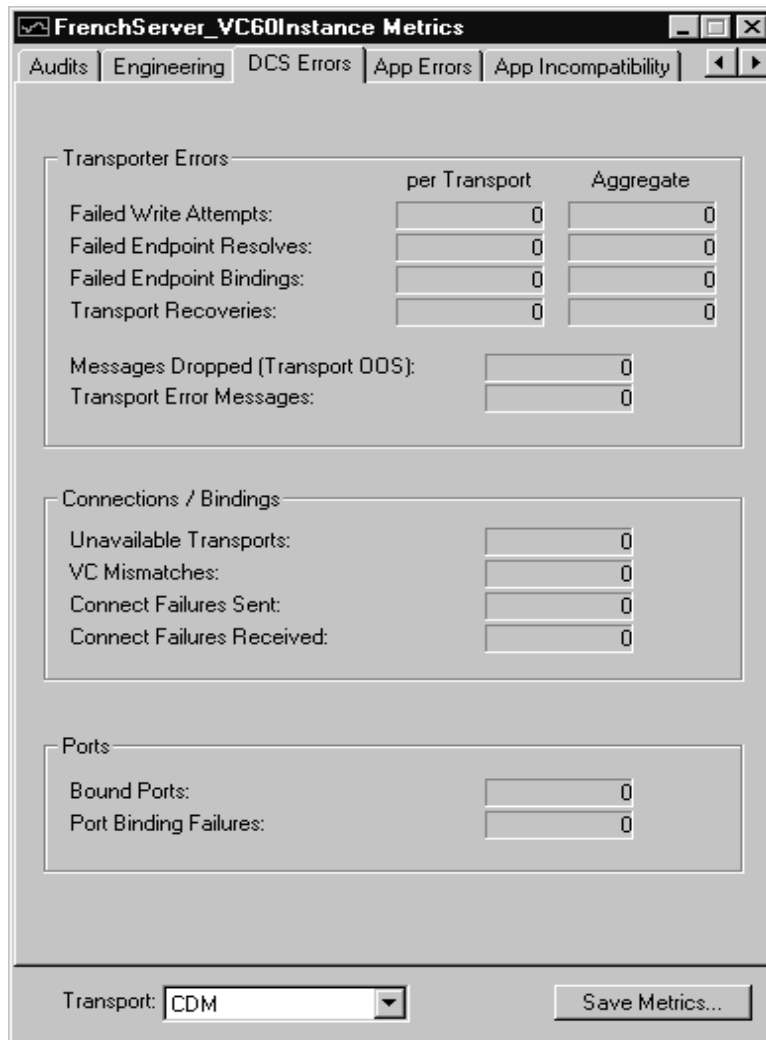 FrenchServer_VC60Instance Metrics
Audits Engineering DCS Errors App Errors App Incompatibility
Transporter Errors
per Transport Aggregate
Failed Write Attempts: 0 0
Failed Endpoint Resolves: 0 0
Failed Endpoint Bindings: 0 0
Transport Recoveries: 0 0
Messages Dropped (Transport OOS): 0
Transport Error Messages: 0
Connections / Bindings
Unavailable Transports: 0
VC Mismatches: 0
Connect Failures Sent: 0
Connect Failures Received: 0
Ports
Bound Ports: 0
Port Binding Failures: 0
Transport: CDM Save Metrics...